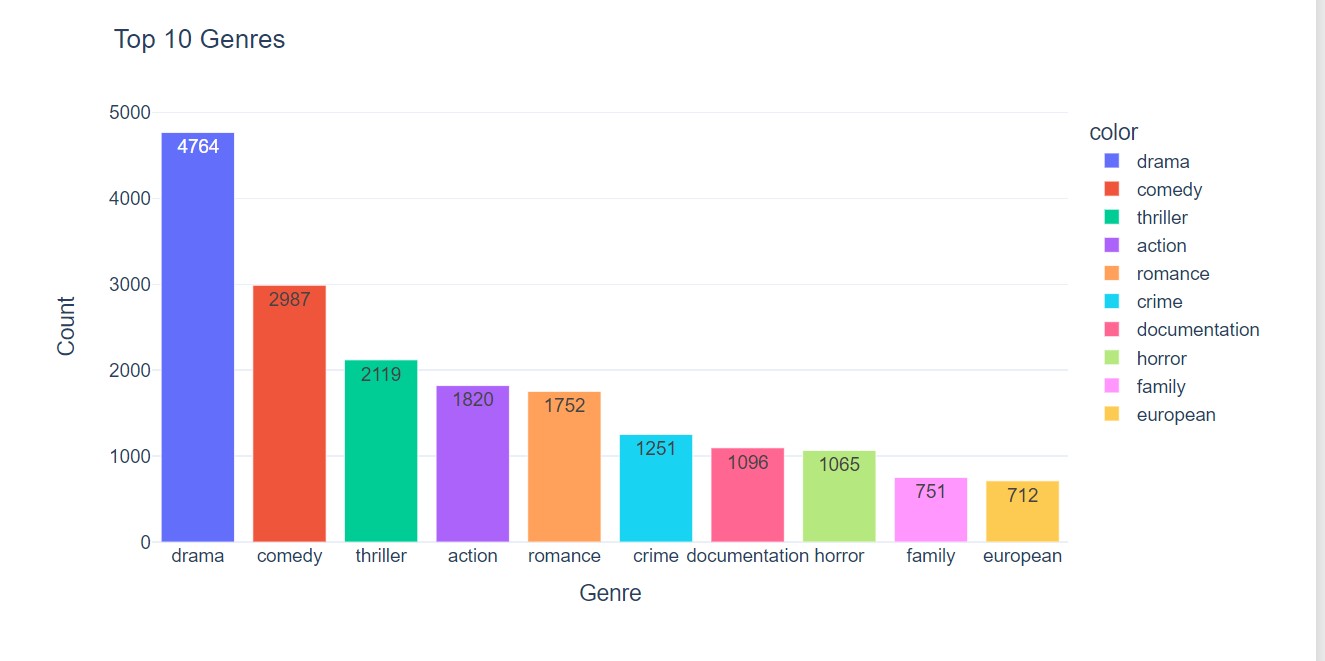 Top 10 Genres
5000
4000
3000
2000
1000
0
Count
4764
2987
2119
1820
1752
1251
1096
1065
751
712
drama comedy thriller action romance crime documentation horror family european
Genre
color
drama
comedy
thriller
action
romance
crime
documentation
horror
family
european